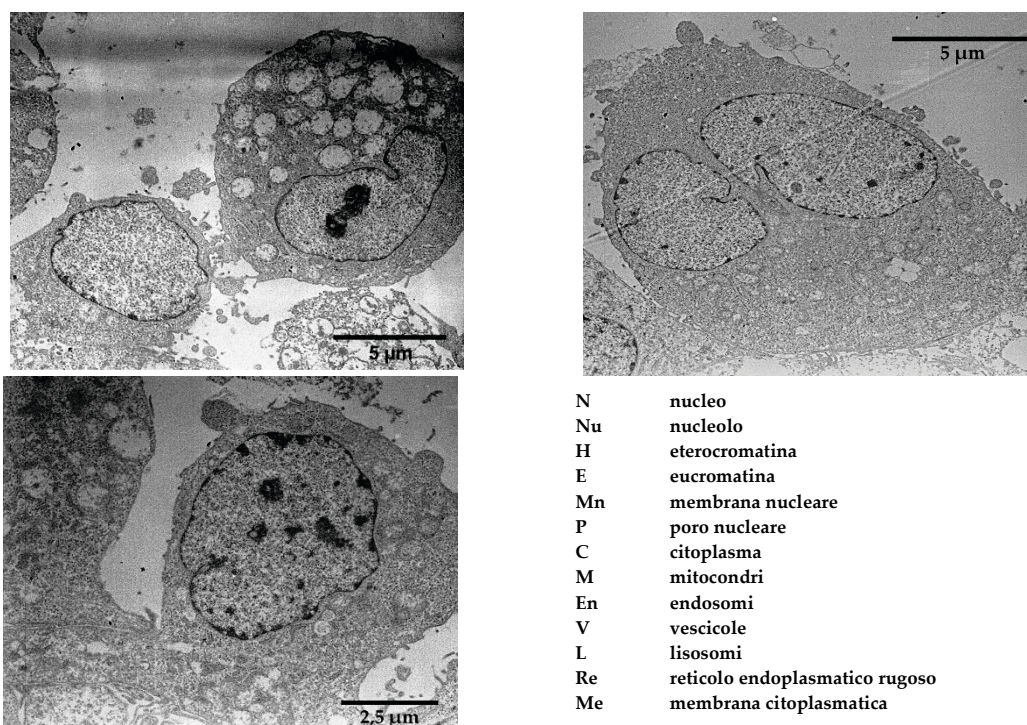 5 µm
5 µm
2,5 µm
N nucleo
Nu nucleolo
H eterocromatina
E eucromatina
Mn membrana nucleare
P poro nucleare
C citoplasma
M mitocondri
En endosomi
V vescicole
L lisosomi
Re reticolo endoplasmatico rugoso
Me membrana citoplasmatica